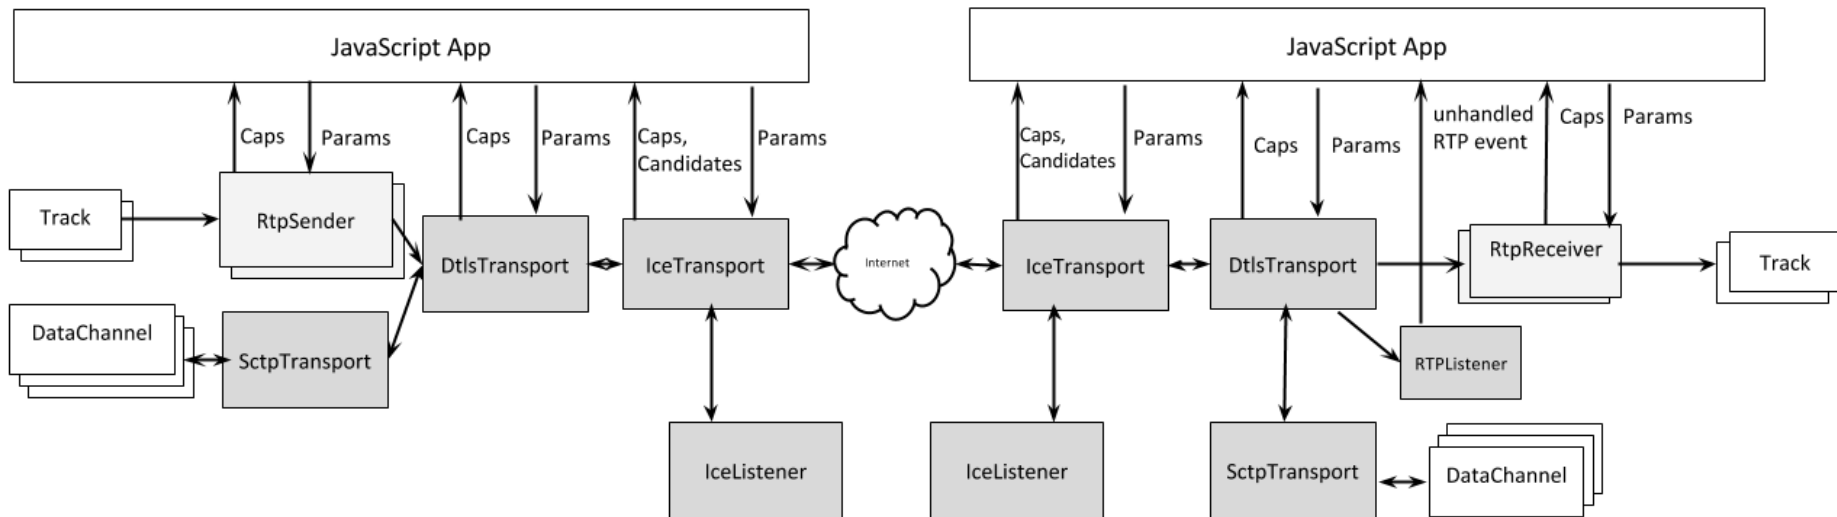 JavaScript App
JavaScript App
Caps
Params
Caps
Params
Caps,
Candidates
Params
Caps,
Candidates
Params
Caps
Params
unhandled
RTP event
Caps
Params
Track
RtpSender
DtlsTransport
IceTransport
Internet
IceTransport
DtlsTransport
RtpReceiver
Track
DataChannel
SctpTransport
RTPListener
IceListener
IceListener
SctpTransport
DataChannel